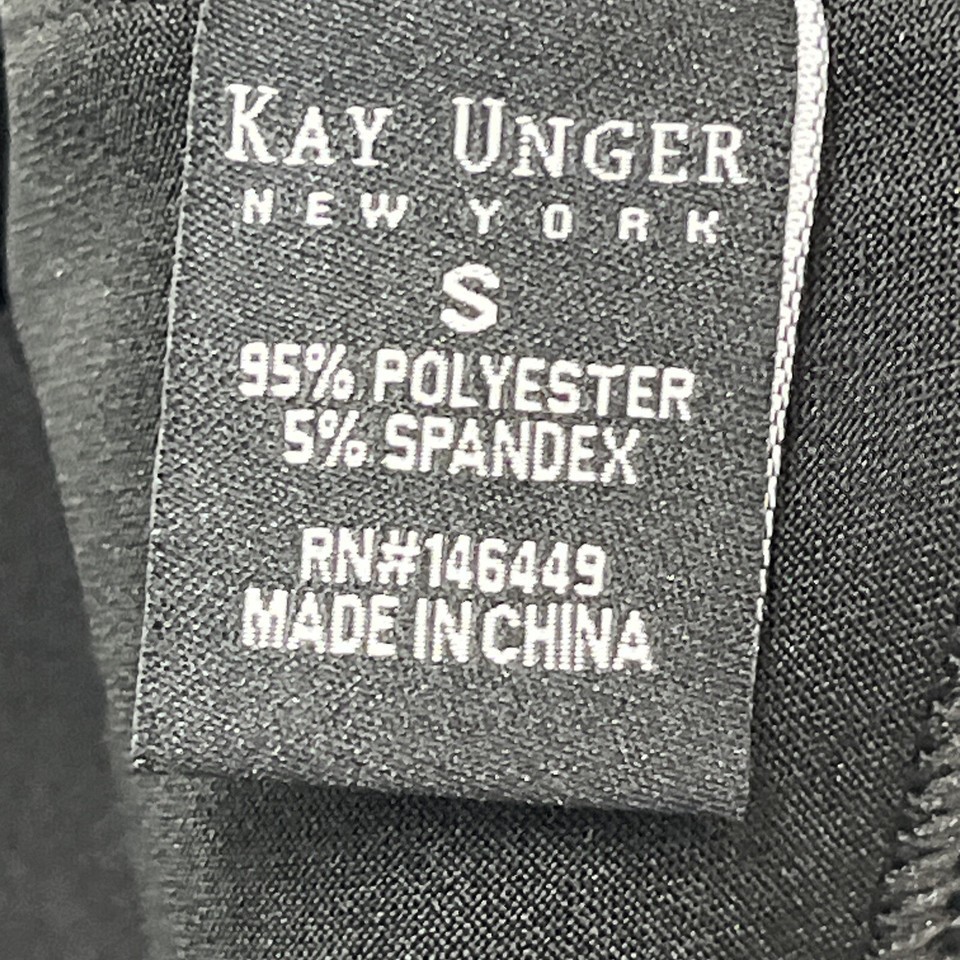 KAY UNGER
NEW YORK
S
95% POLYESTER
5% SPANDEX
RN#146449
MADE IN CHINA